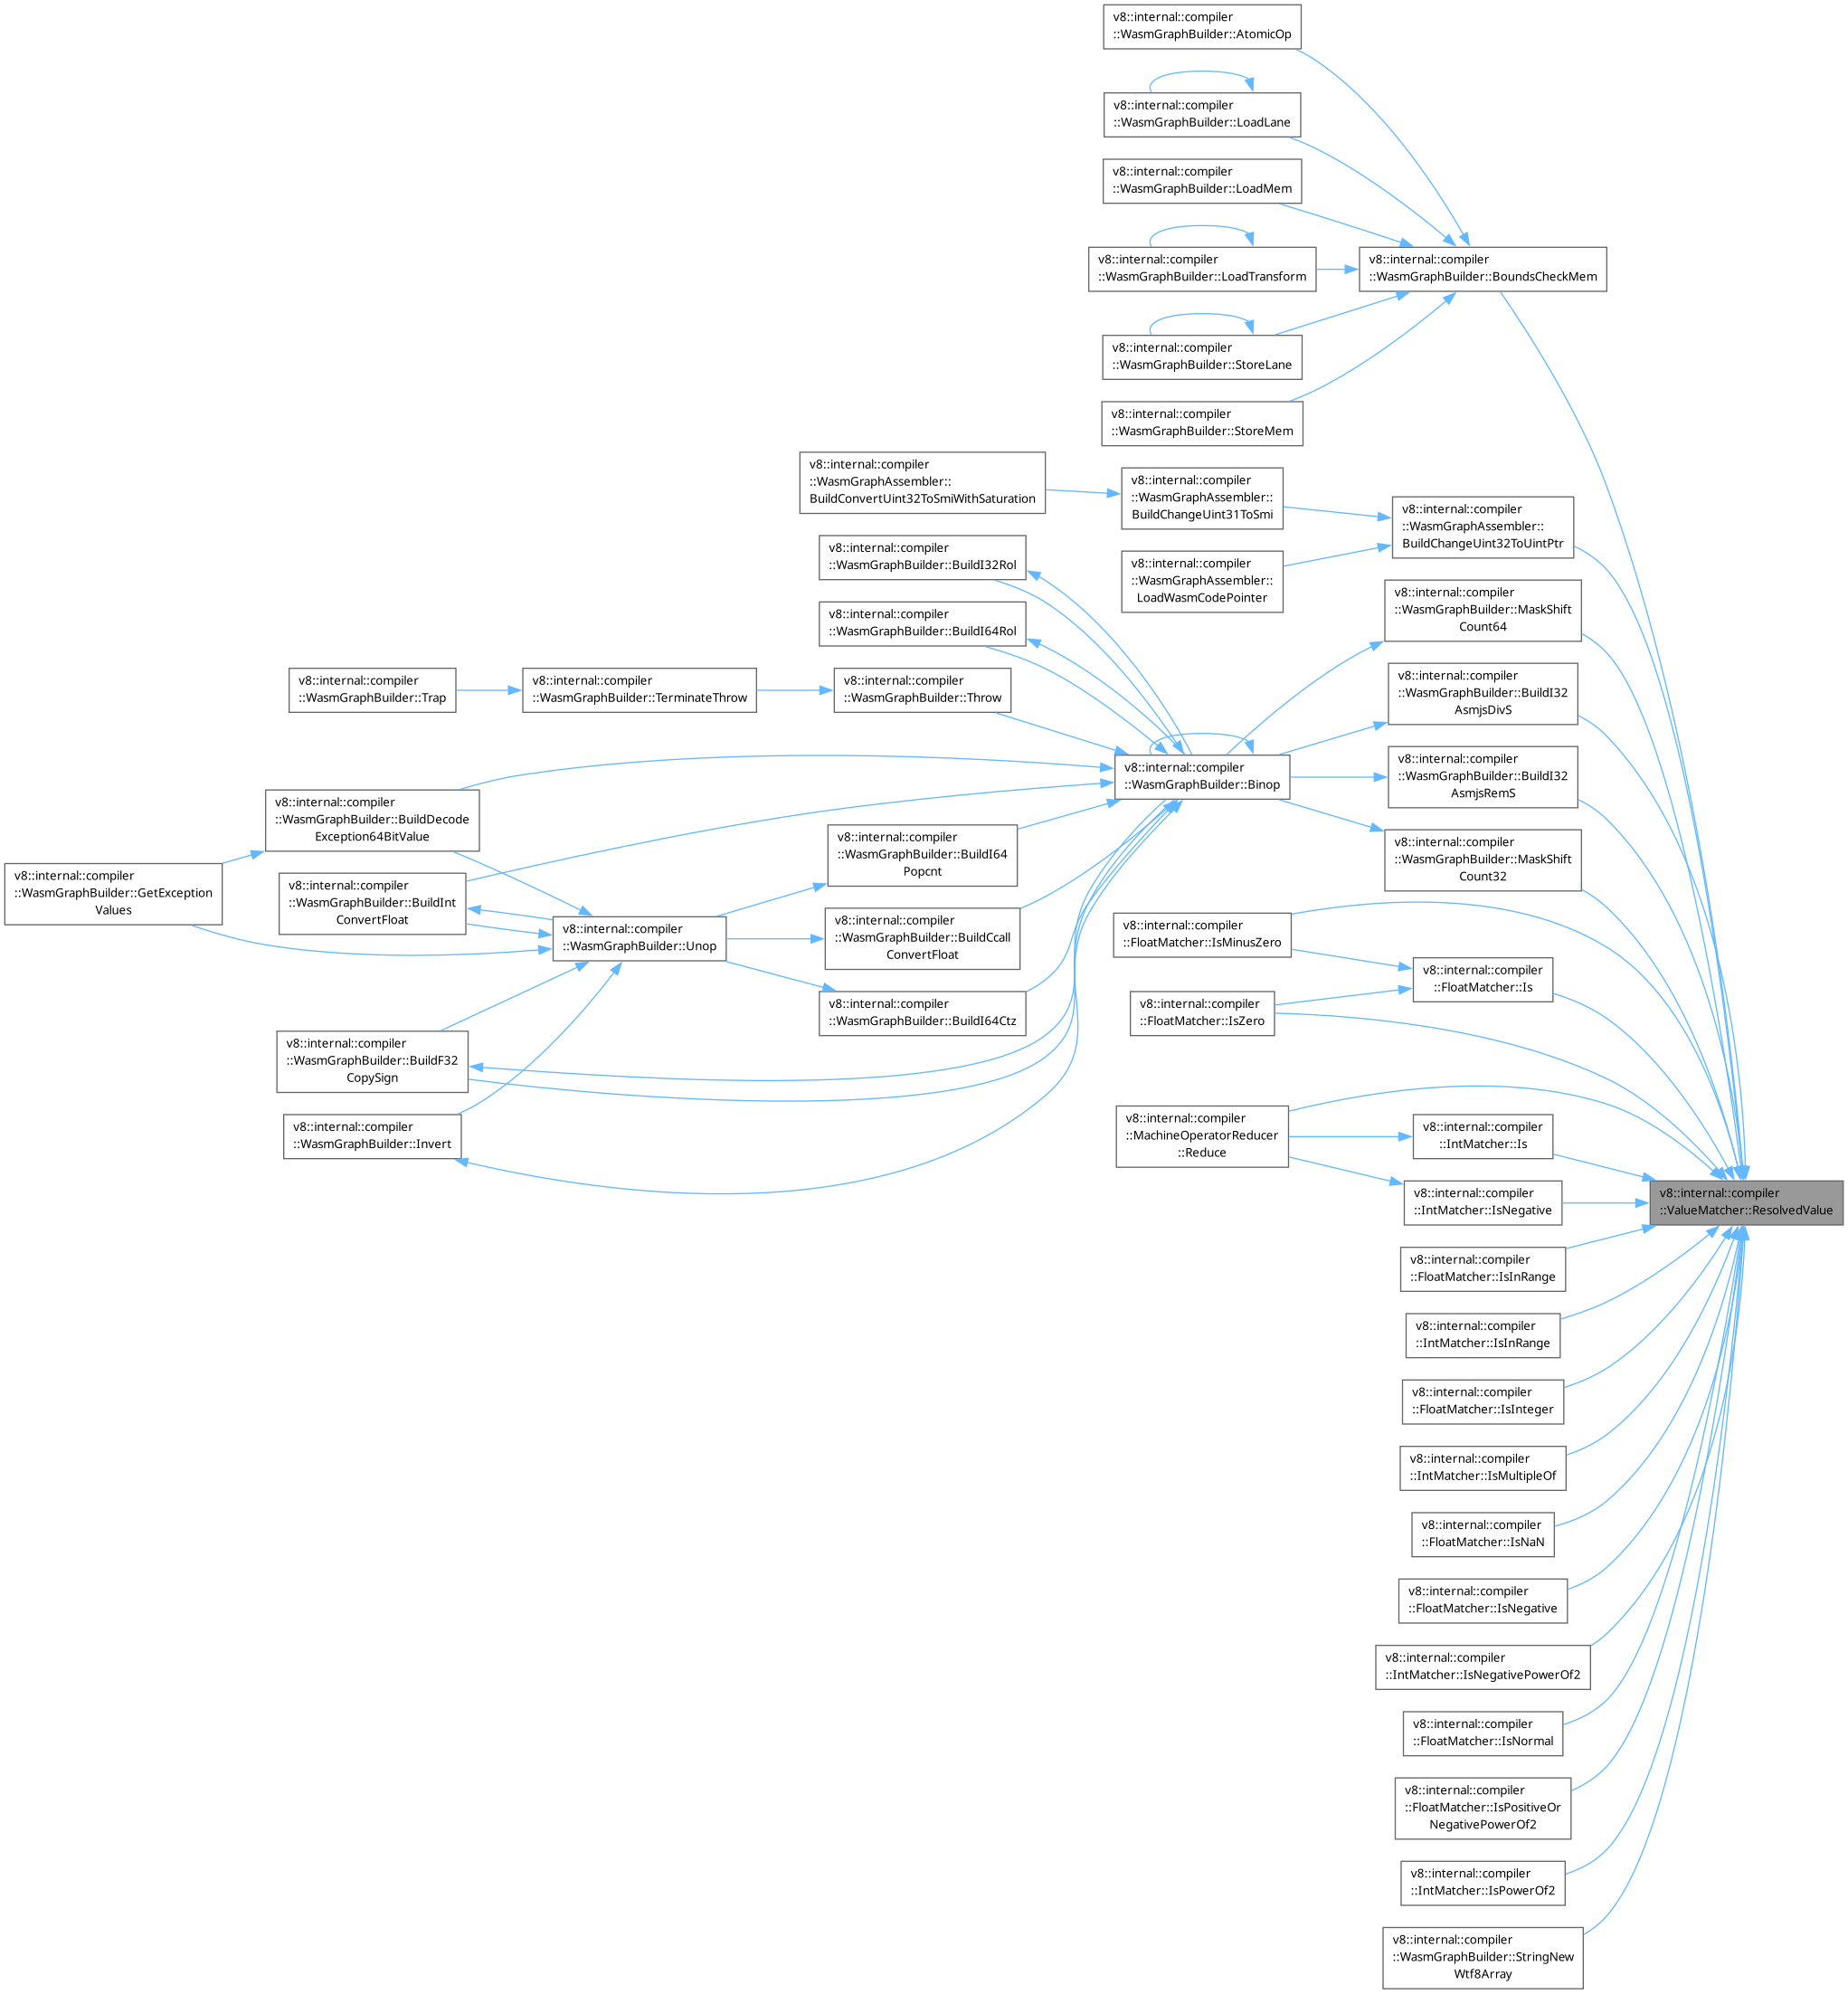 v8::internal::compiler
::WasmGraphBuilder::AtomicOp
v8::internal::compiler
::WasmGraphBuilder::LoadLane
v8::internal::compiler
::WasmGraphBuilder::LoadMem
v8::internal::compiler
::WasmGraphBuilder::LoadTransform
v8::internal::compiler
::WasmGraphBuilder::BoundsCheckMem
v8::internal::compiler
::WasmGraphBuilder::StoreLane
v8::internal::compiler
::WasmGraphBuilder::StoreMem
v8::internal::compiler
::WasmGraphAssembler::
BuildConvertUint32ToSmiWithSaturation
v8::internal::compiler
::WasmGraphAssembler::
BuildChangeUint31ToSmi
v8::internal::compiler
::WasmGraphAssembler::
BuildChangeUint32ToUintPtr
v8::internal::compiler
::WasmGraphBuilder::BuildI32Rol
v8::internal::compiler
::WasmGraphAssembler::
LoadWasmCodePointer
v8::internal::compiler
::WasmGraphBuilder::MaskShift
Count64
v8::internal::compiler
::WasmGraphBuilder::BuildI64Rol
v8::internal::compiler
::WasmGraphBuilder::Trap
v8::internal::compiler
::WasmGraphBuilder::TerminateThrow
v8::internal::compiler
::WasmGraphBuilder::Throw
v8::internal::compiler
::WasmGraphBuilder::BuildI32
AsmjsDivS
v8::internal::compiler
::WasmGraphBuilder::Binop
v8::internal::compiler
::WasmGraphBuilder::BuildI32
AsmjsRemS
v8::internal::compiler
::WasmGraphBuilder::BuildDecode
Exception64BitValue
v8::internal::compiler
::WasmGraphBuilder::BuildI64
Popcnt
v8::internal::compiler
::WasmGraphBuilder::MaskShift
Count32
v8::internal::compiler
::WasmGraphBuilder::GetException
Values
v8::internal::compiler
::WasmGraphBuilder::BuildInt
ConvertFloat
v8::internal::compiler
::WasmGraphBuilder::Unop
v8::internal::compiler
::WasmGraphBuilder::BuildCcall
ConvertFloat
v8::internal::compiler
::FloatMatcher::IsMinusZero
v8::internal::compiler
::FloatMatcher::Is
v8::internal::compiler
::WasmGraphBuilder::BuildI64Ctz
v8::internal::compiler
::FloatMatcher::IsZero
v8::internal::compiler
::WasmGraphBuilder::BuildF32
CopySign
v8::internal::compiler
::WasmGraphBuilder::Invert
v8::internal::compiler
::MachineOperatorReducer
::Reduce
v8::internal::compiler
::IntMatcher::Is
v8::internal::compiler
::IntMatcher::IsNegative
v8::internal::compiler
::ValueMatcher::ResolvedValue
v8::internal::compiler
::FloatMatcher::IsInRange
v8::internal::compiler
::IntMatcher::IsInRange
v8::internal::compiler
::FloatMatcher::IsInteger
v8::internal::compiler
::IntMatcher::IsMultipleOf
v8::internal::compiler
::FloatMatcher::IsNaN
v8::internal::compiler
::FloatMatcher::IsNegative
v8::internal::compiler
::IntMatcher::IsNegativePowerOf2
v8::internal::compiler
::FloatMatcher::IsNormal
v8::internal::compiler
::FloatMatcher::IsPositiveOr
NegativePowerOf2
v8::internal::compiler
::IntMatcher::IsPowerOf2
v8::internal::compiler
::WasmGraphBuilder::StringNew
Wtf8Array